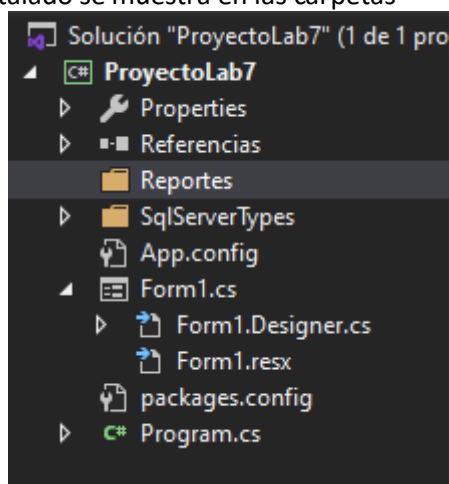 talado se muestra en las carpetas
Solución "ProyectoLab7" (1 de 1 pro
C# ProyectoLab7
Properties
Referencias
Reportes
SqlServerTypes
App.config
Form1.cs
Form1.Designer.cs
Form1.resx
packages.config
C# Program.cs